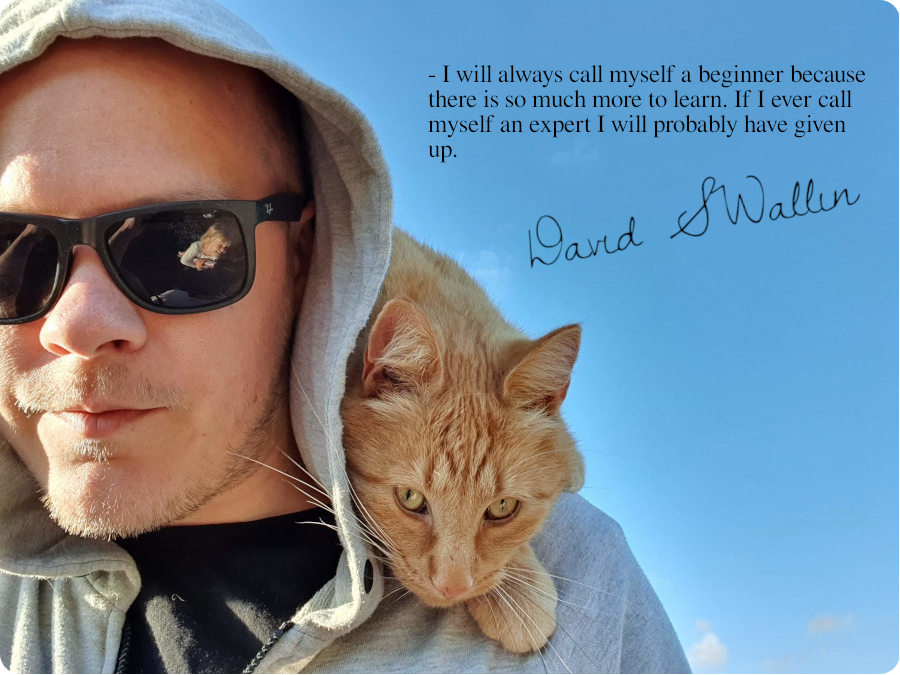 - I will always call myself a beginner because
there is so much more to learn. If I ever call
myself an expert I will probably have given
up.
David SWallin